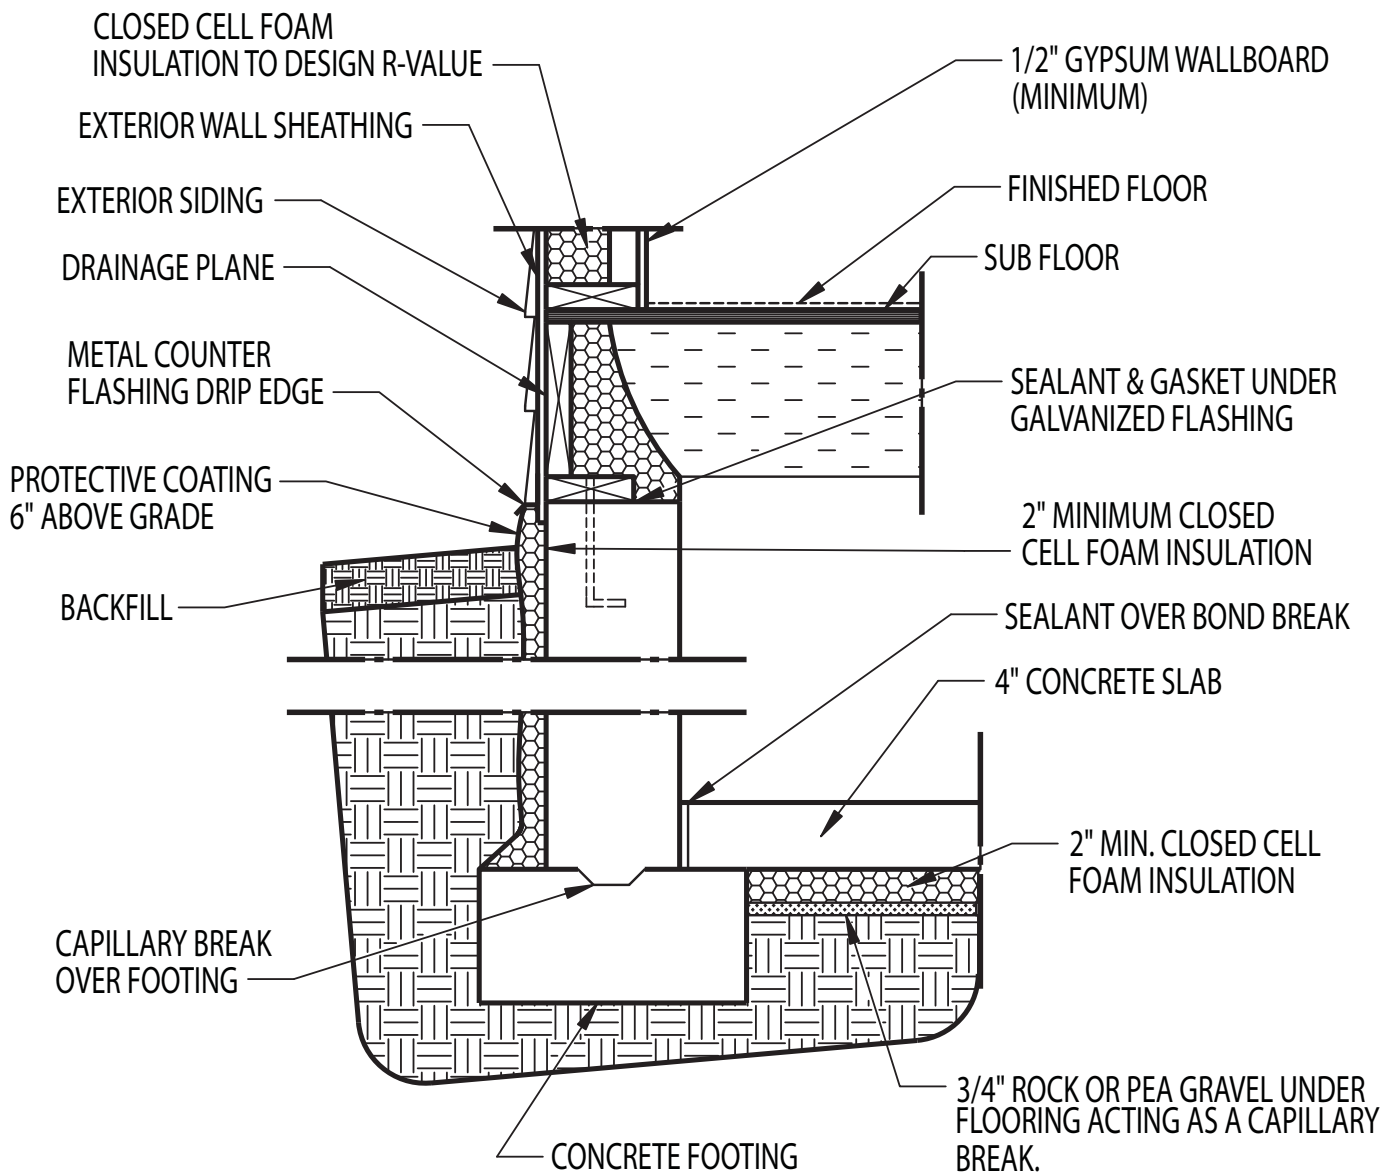 CLOSED CELL FOAM
INSULATION TO DESIGN R-VALUE
EXTERIOR WALL SHEATHING
EXTERIOR SIDING
DRAINAGE PLANE
METAL COUNTER
FLASHING DRIP EDGE
PROTECTIVE COATING
6" ABOVE GRADE
BACKFILL
CAPILLARY BREAK
OVER FOOTING
CONCRETE FOOTING
1/2" GYPSUM WALLBOARD
(MINIMUM)
FINISHED FLOOR
SUB FLOOR
SEALANT & GASKET UNDER
GALVANIZED FLASHING
2" MINIMUM CLOSED
CELL FOAM INSULATION
SEALANT OVER BOND BREAK
4" CONCRETE SLAB
2" MIN. CLOSED CELL
FOAM INSULATION
3/4" ROCK OR PEA GRAVEL UNDER
FLOORING ACTING AS A CAPILLARY
BREAK.